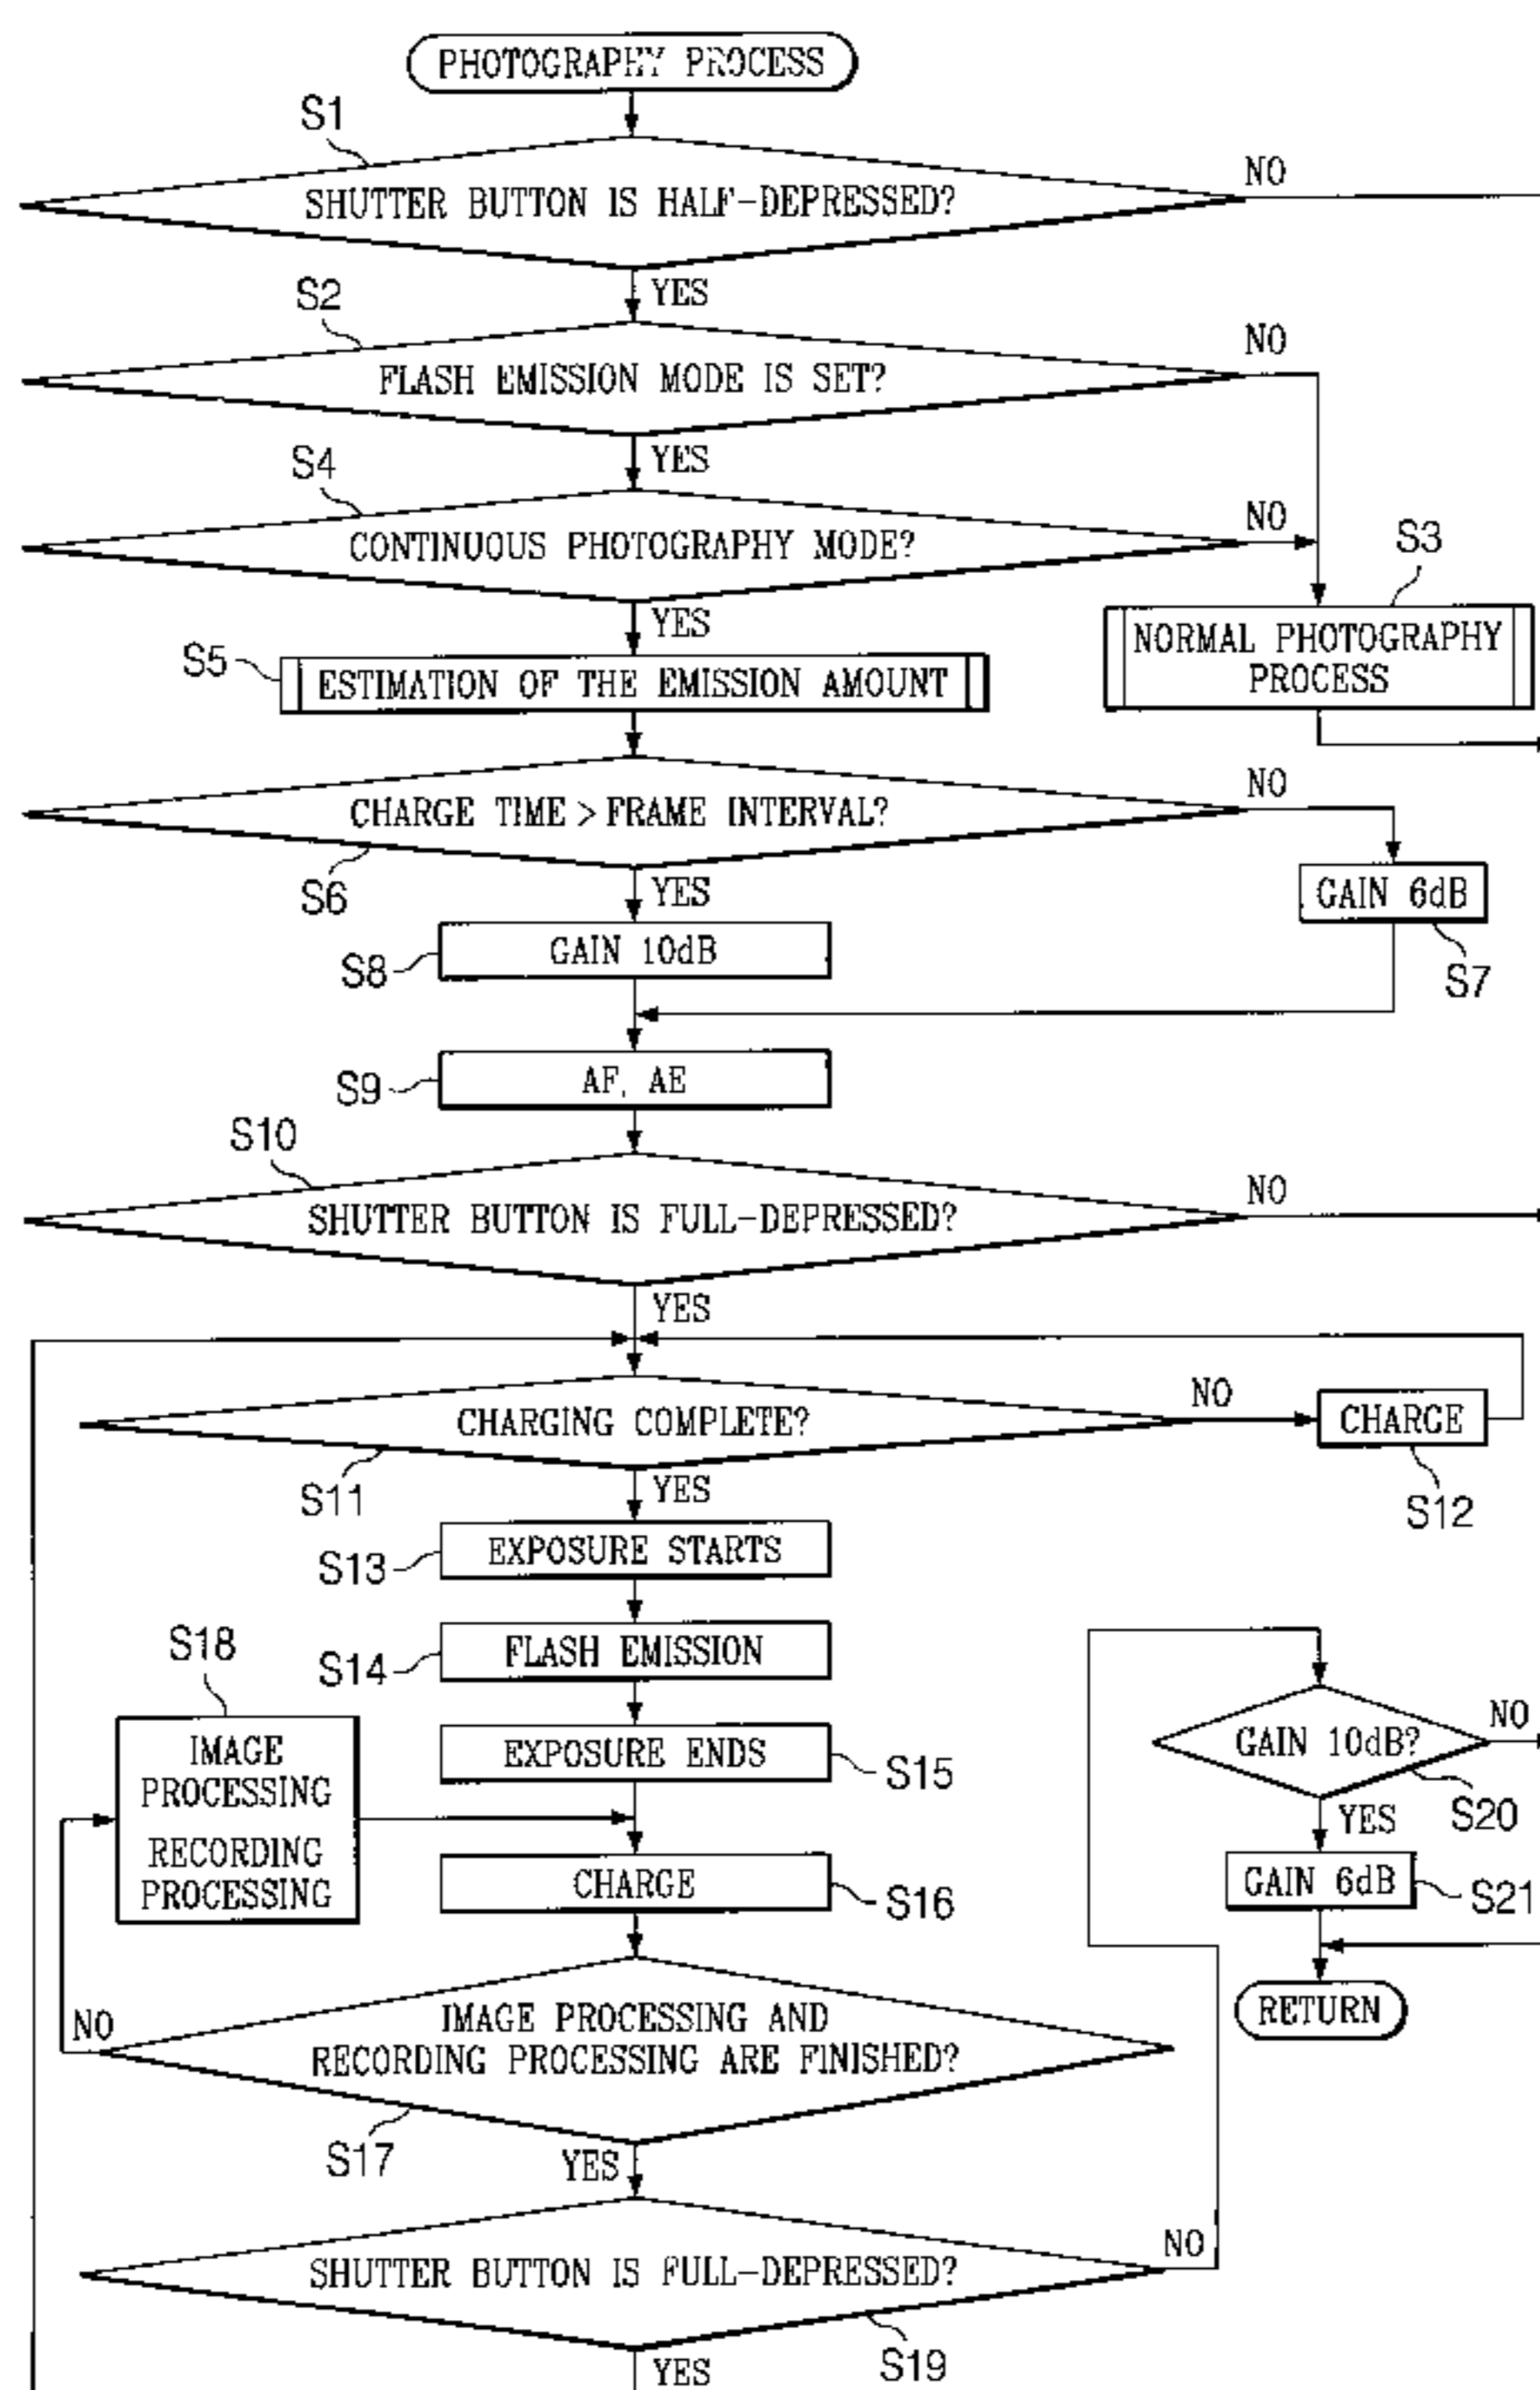 PHOTOGRAPHY PROCESS
S1
SHUTTER BUTTON IS HALF-DEPRESSED?
NO
YES
S2
FLASH EMISSION MODE IS SET?
NO
YES
S4
CONTINUOUS PHOTOGRAPHY MODE?
NO
YES
S3
NORMAL PHOTOGRAPHY
PROCESS
S5
ESTIMATION OF THE EMISSION AMOUNT
CHARGE TIME > FRAME INTERVAL?
NO
S6
YES
GAIN 6dB
S7
S8
GAIN 10dB
S9
AF, AE
S10
SHUTTER BUTTON IS FULL-DEPRESSED?
NO
YES
CHARGING COMPLETE?
NO
CHARGE
S12
S11
YES
S13
EXPOSURE STARTS
S14
FLASH EMISSION
EXPOSURE ENDS
S15
S18
IMAGE
PROCESSING
RECORDING
PROCESSING
CHARGE
S16
IMAGE PROCESSING AND
RECORDING PROCESSING ARE FINISHED?
NO
S17
YES
SHUTTER BUTTON IS FULL-DEPRESSED?
NO
S19
YES
GAIN 10dB?
NO
S20
YES
GAIN 6dB
S21
RETURN